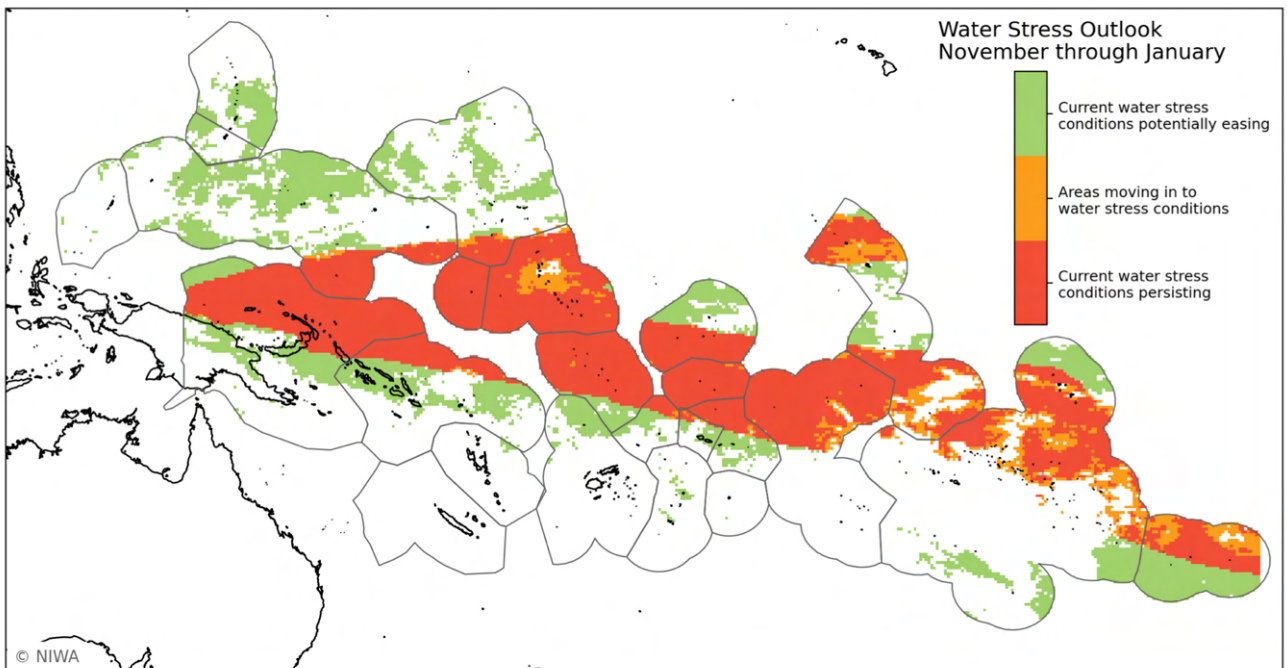 Water Stress Outlook
November through January
Current water stress
conditions potentially easing
Areas moving in to
water stress conditions
Current water stress
conditions persisting
© NIWA